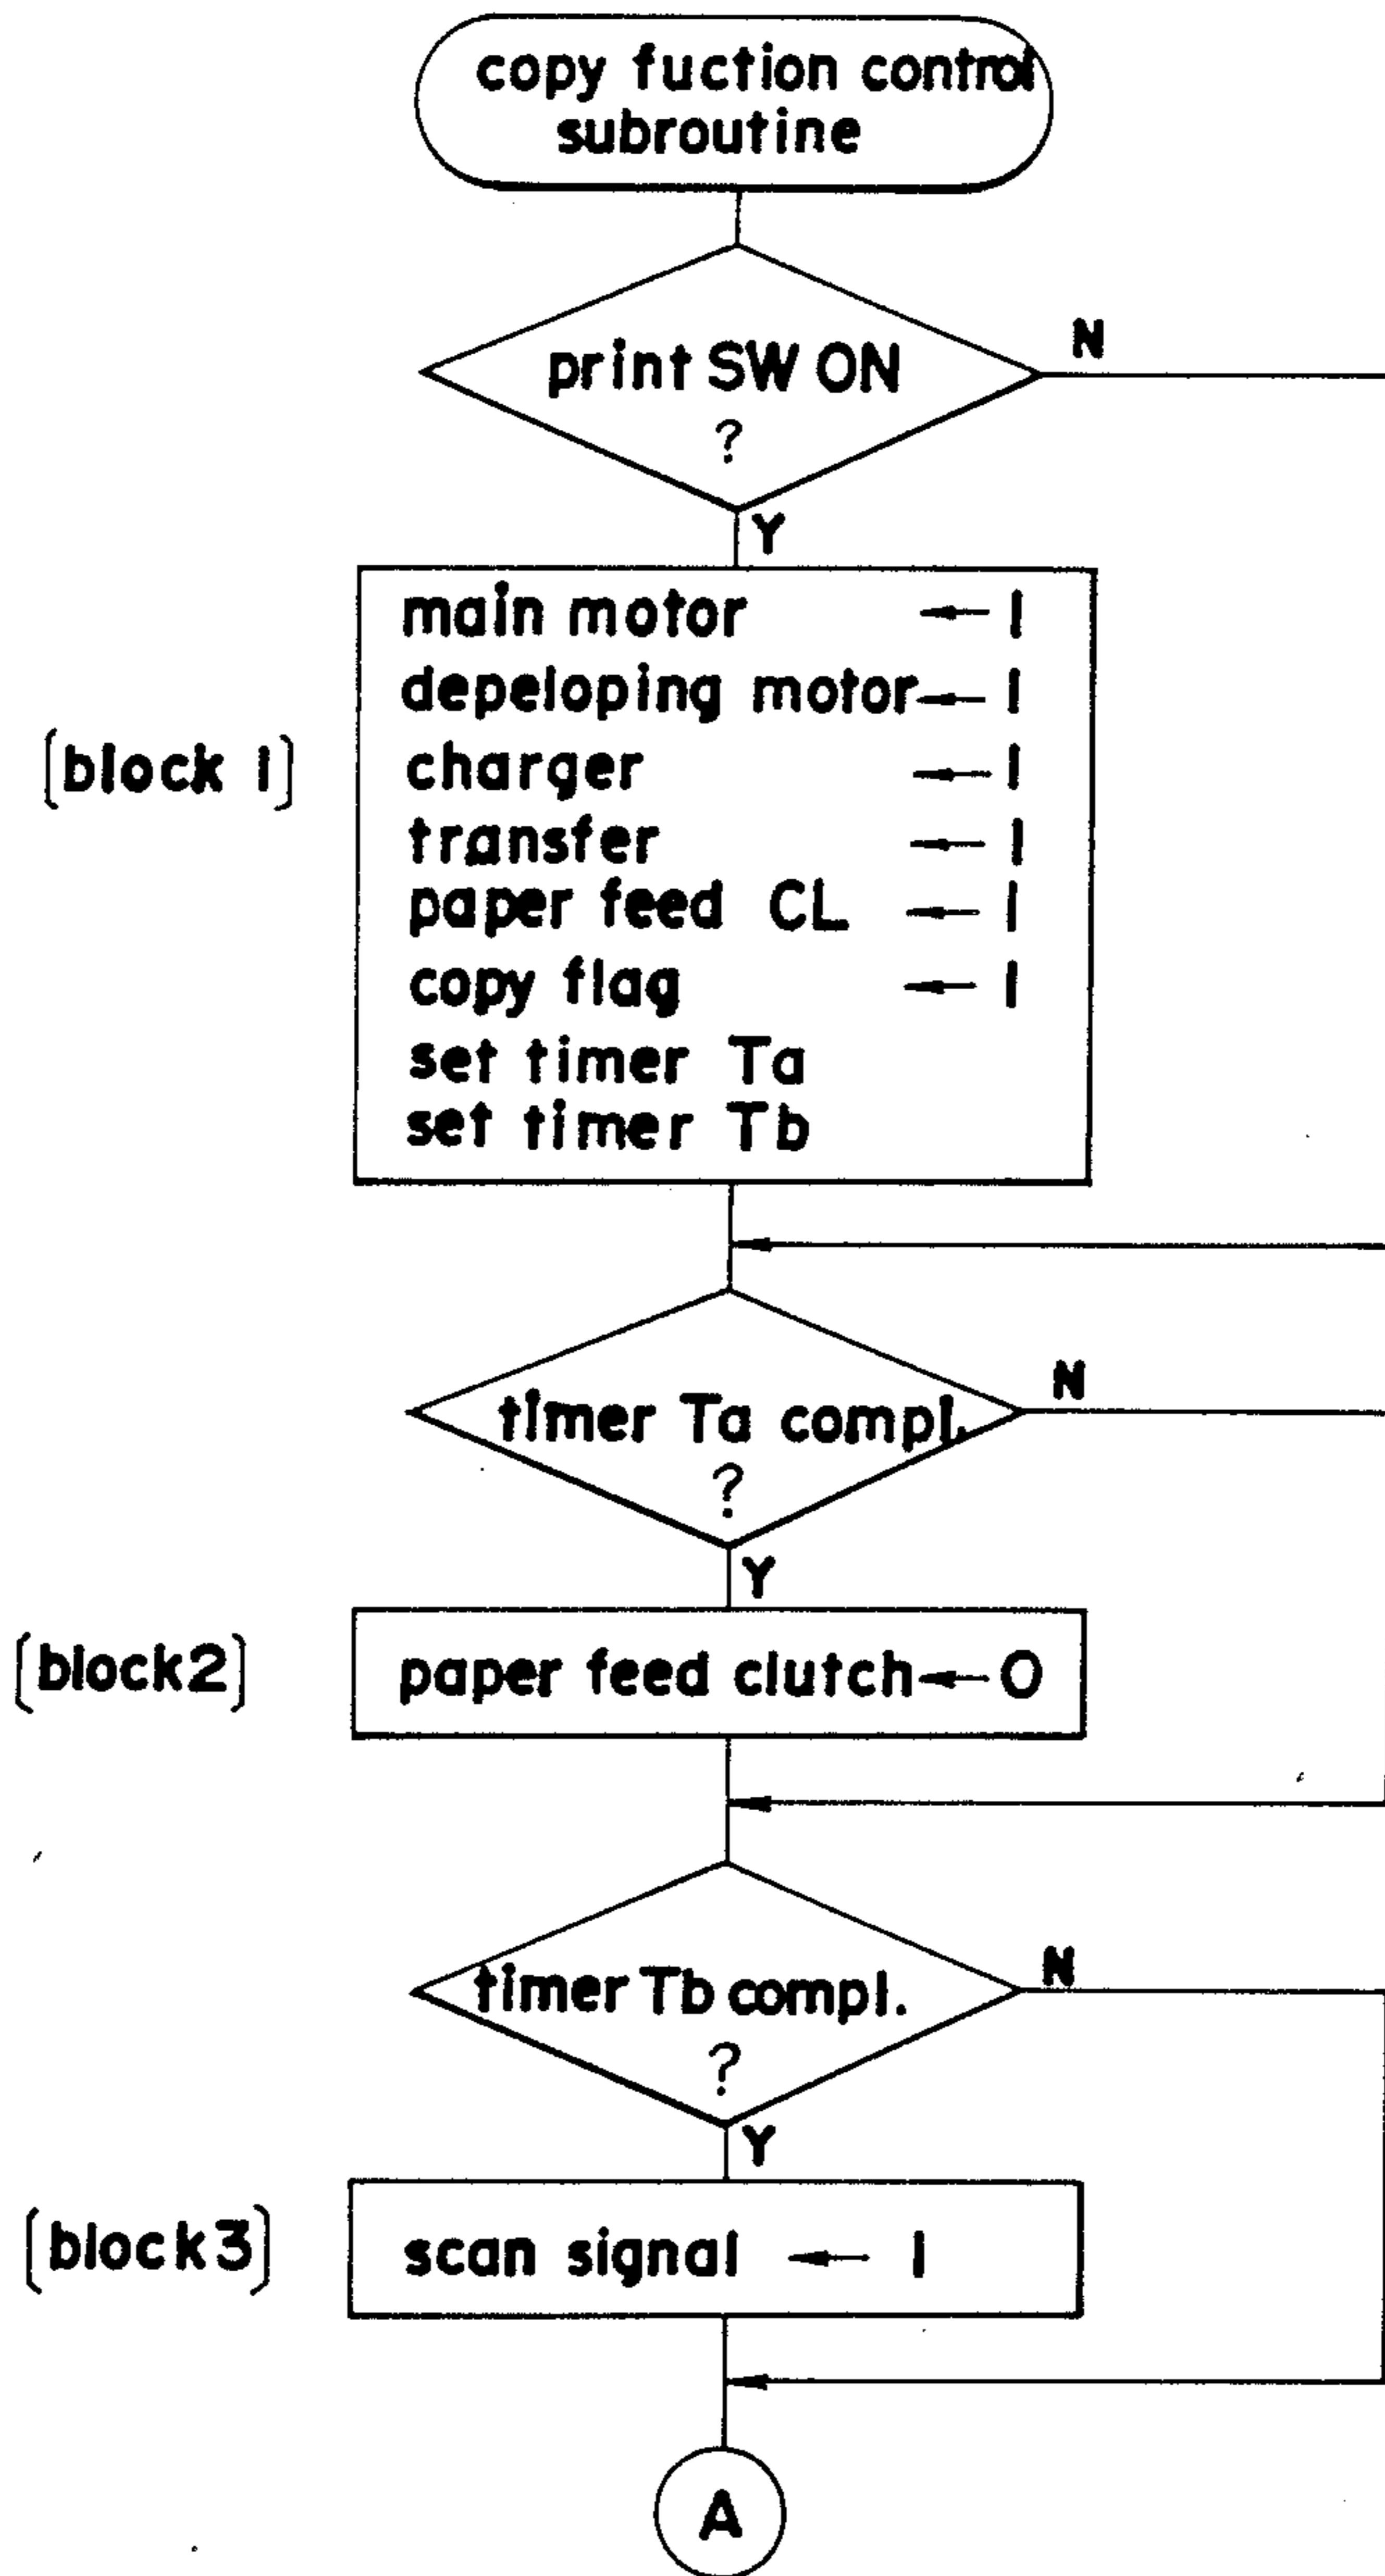 copy fuction control
subroutine
print SW ON
?
N
Y
[block 1]
main motor ← 1
depeloping motor ← 1
charger ← 1
transfer ← 1
paper feed CL ← 1
copy flag ← 1
set timer Ta
set timer Tb
timer Ta compl.
?
N
Y
[block2]
paper feed clutch ← 0
timer Tb compl.
?
N
Y
[block3]
scan signal ← 1
A